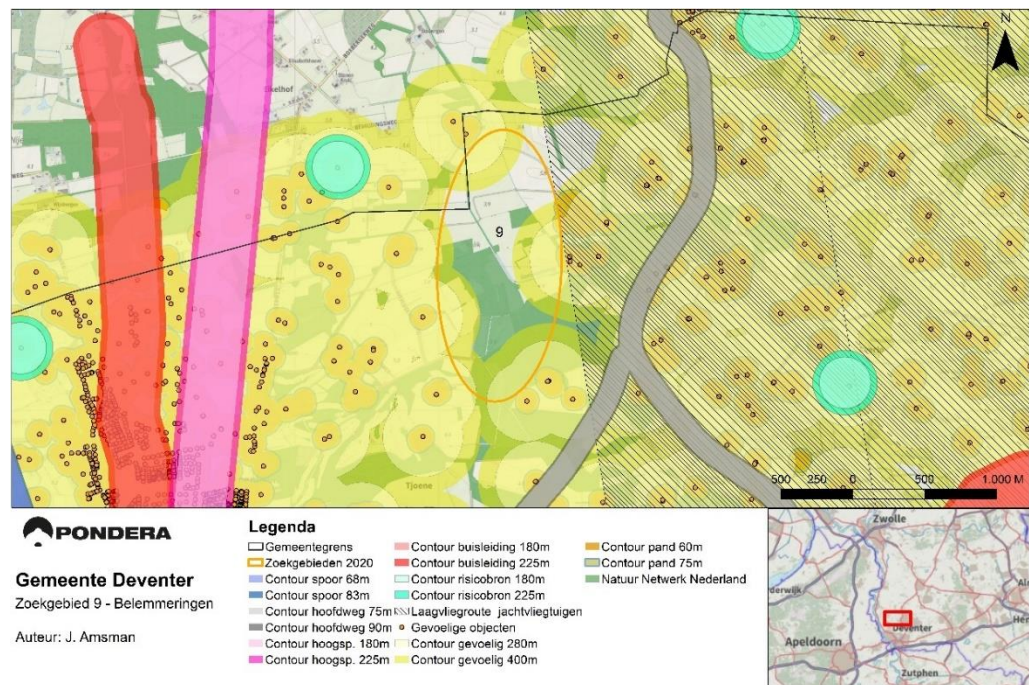 N
Eikelhof
9
Tjoene
500 250 0 500 1.000 M
PONDERA
Gemeente Deventer
Zoekgebied 9 - Belemmeringen
Auteur: J. Amsman
Legenda
Gemeentegrens
Zoekgebieden 2020
Contour spoor 68m
Contour spoor 83m
Contour hoofdweg 75m
Contour hoofdweg 90m
Contour hoogsp. 180m
Contour hoogsp. 225m
Contour buisleiding 180m
Contour buisleiding 225m
Contour risicobron 180m
Contour risicobron 225m
Laagvliegroute jachtvliegtuigen
Gevoelige objecten
Contour gevoelig 280m
Contour gevoelig 400m
Contour pand 60m
Contour pand 75m
Natuur Netwerk Nederland
Zwolle
Deventer
Apeldoorn
Zutphen